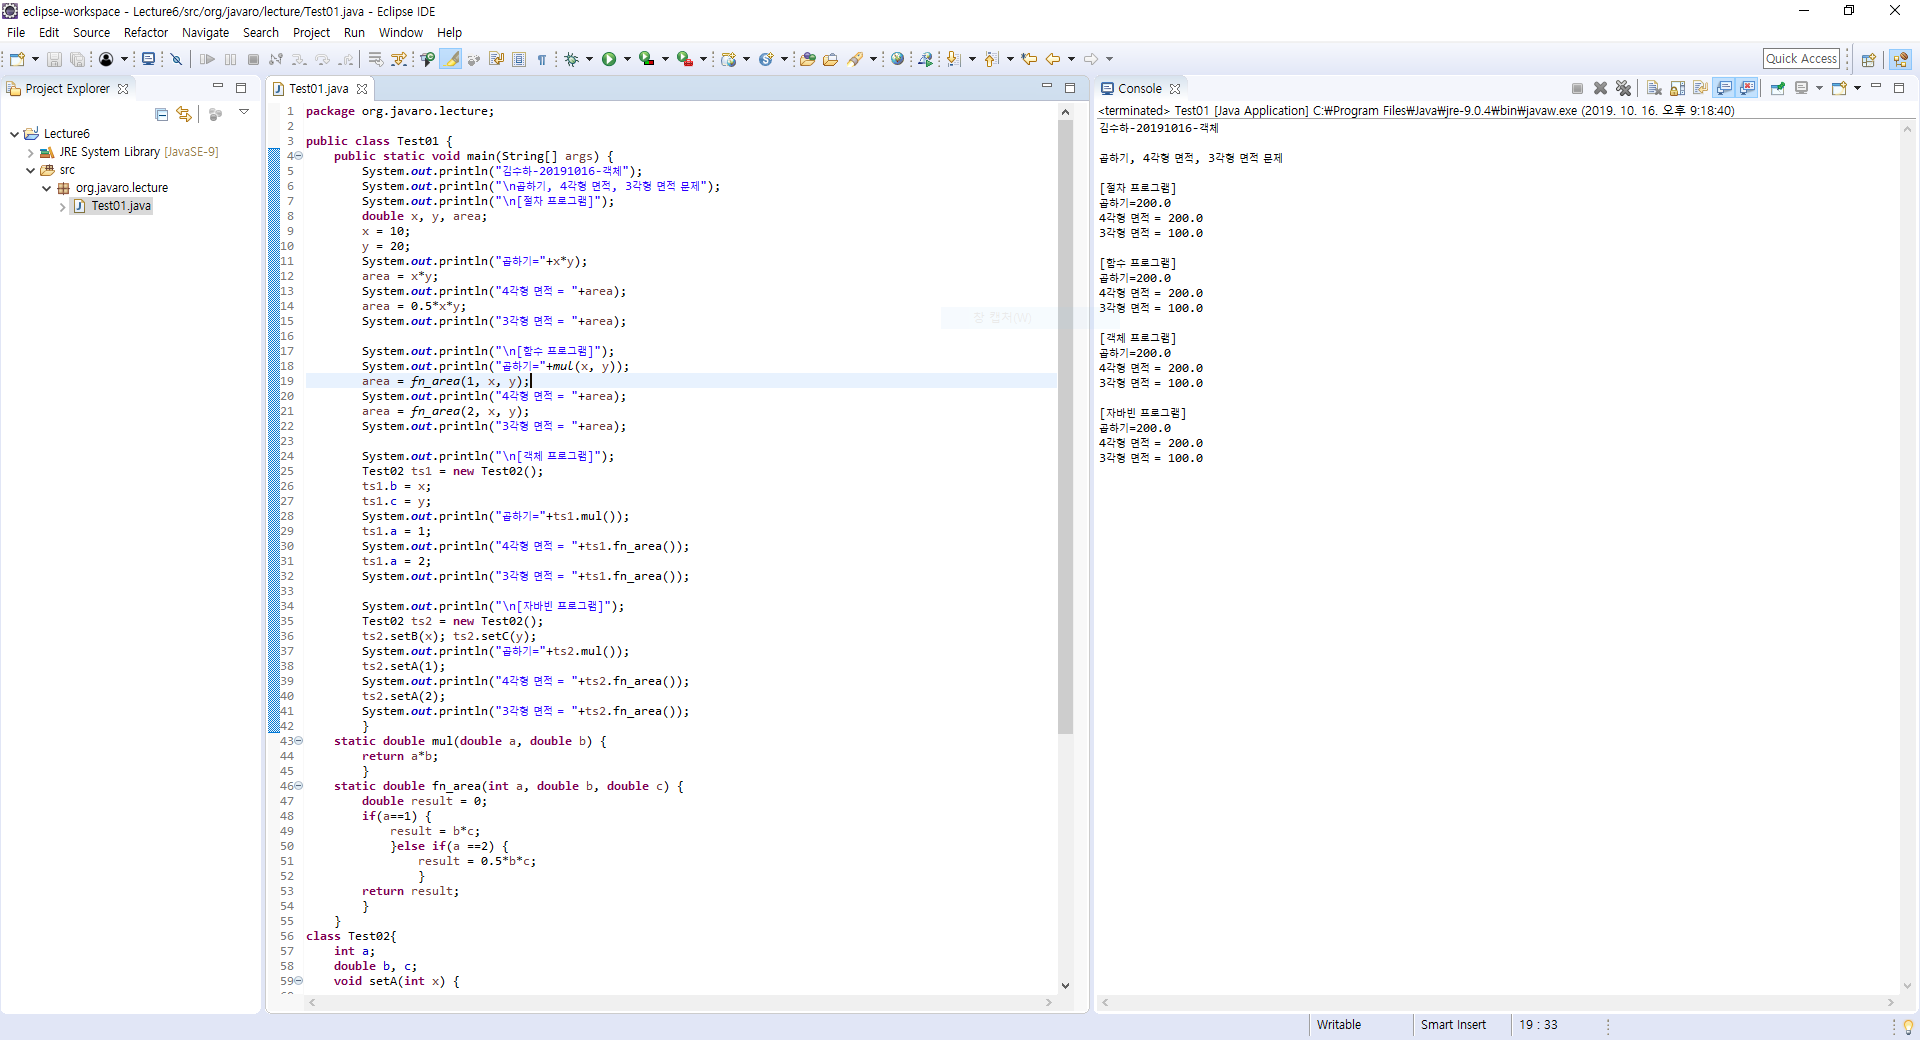 eclipse-workspace - Lecture6/src/org/javaro/lecture/Test01.java - Eclipse IDE
File Edit Source Refactor Navigate Search Project Run Window Help
Quick Access
Project Explorer
Lecture6
JRE System Library [JavaSE-9]
src
org.javaro.lecture
Test01.java
Test01.java
1 package org.javaro.lecture;
2
3 public class Test01 {
4 public static void main(String[] args) {
5 System.out.println("김수하-20191016-객체");
6 System.out.println("\n곱하기, 4각형 면적, 3각형 면적 문제");
7 System.out.println("\n[절차 프로그램]");
8 double x, y, area;
9 x = 10;
10 y = 20;
11 System.out.println("곱하기="+x*y);
12 area = x*y;
13 System.out.println("4각형 면적 = "+area);
14 area = 0.5*x*y;
15 System.out.println("3각형 면적 = "+area);
16
17 System.out.println("\n[함수 프로그램]");
18 System.out.println("곱하기="+mul(x, y));
19 area = fn_area(1, x, y);
20 System.out.println("4각형 면적 = "+area);
21 area = fn_area(2, x, y);
22 System.out.println("3각형 면적 = "+area);
23
24 System.out.println("\n[객체 프로그램]");
25 Test02 ts1 = new Test02();
26 ts1.b = x;
27 ts1.c = y;
28 System.out.println("곱하기="+ts1.mul());
29 ts1.a = 1;
30 System.out.println("4각형 면적 = "+ts1.fn_area());
31 ts1.a = 2;
32 System.out.println("3각형 면적 = "+ts1.fn_area());
33
34 System.out.println("\n[자바빈 프로그램]");
35 Test02 ts2 = new Test02();
36 ts2.setB(x); ts2.setC(y);
37 System.out.println("곱하기="+ts2.mul());
38 ts2.setA(1);
39 System.out.println("4각형 면적 = "+ts2.fn_area());
40 ts2.setA(2);
41 System.out.println("3각형 면적 = "+ts2.fn_area());
42 }
43 static double mul(double a, double b) {
44 return a*b;
45 }
46 static double fn_area(int a, double b, double c) {
47 double result = 0;
48 if(a==1) {
49 result = b*c;
50 }else if(a ==2) {
51 result = 0.5*b*c;
52 }
53 return result;
54 }
55 }
56 class Test02{
57 int a;
58 double b, c;
59 void setA(int x) {
창 캡처(W)
Console
<terminated> Test01 [Java Application] C:₩Program Files₩Java₩jre-9.0.4₩bin₩javaw.exe (2019. 10. 16. 오후 9:18:40)
김수하-20191016-객체
곱하기, 4각형 면적, 3각형 면적 문제
[절차 프로그램]
곱하기=200.0
4각형 면적 = 200.0
3각형 면적 = 100.0
[함수 프로그램]
곱하기=200.0
4각형 면적 = 200.0
3각형 면적 = 100.0
[객체 프로그램]
곱하기=200.0
4각형 면적 = 200.0
3각형 면적 = 100.0
[자바빈 프로그램]
곱하기=200.0
4각형 면적 = 200.0
3각형 면적 = 100.0
Writable Smart Insert 19 : 33